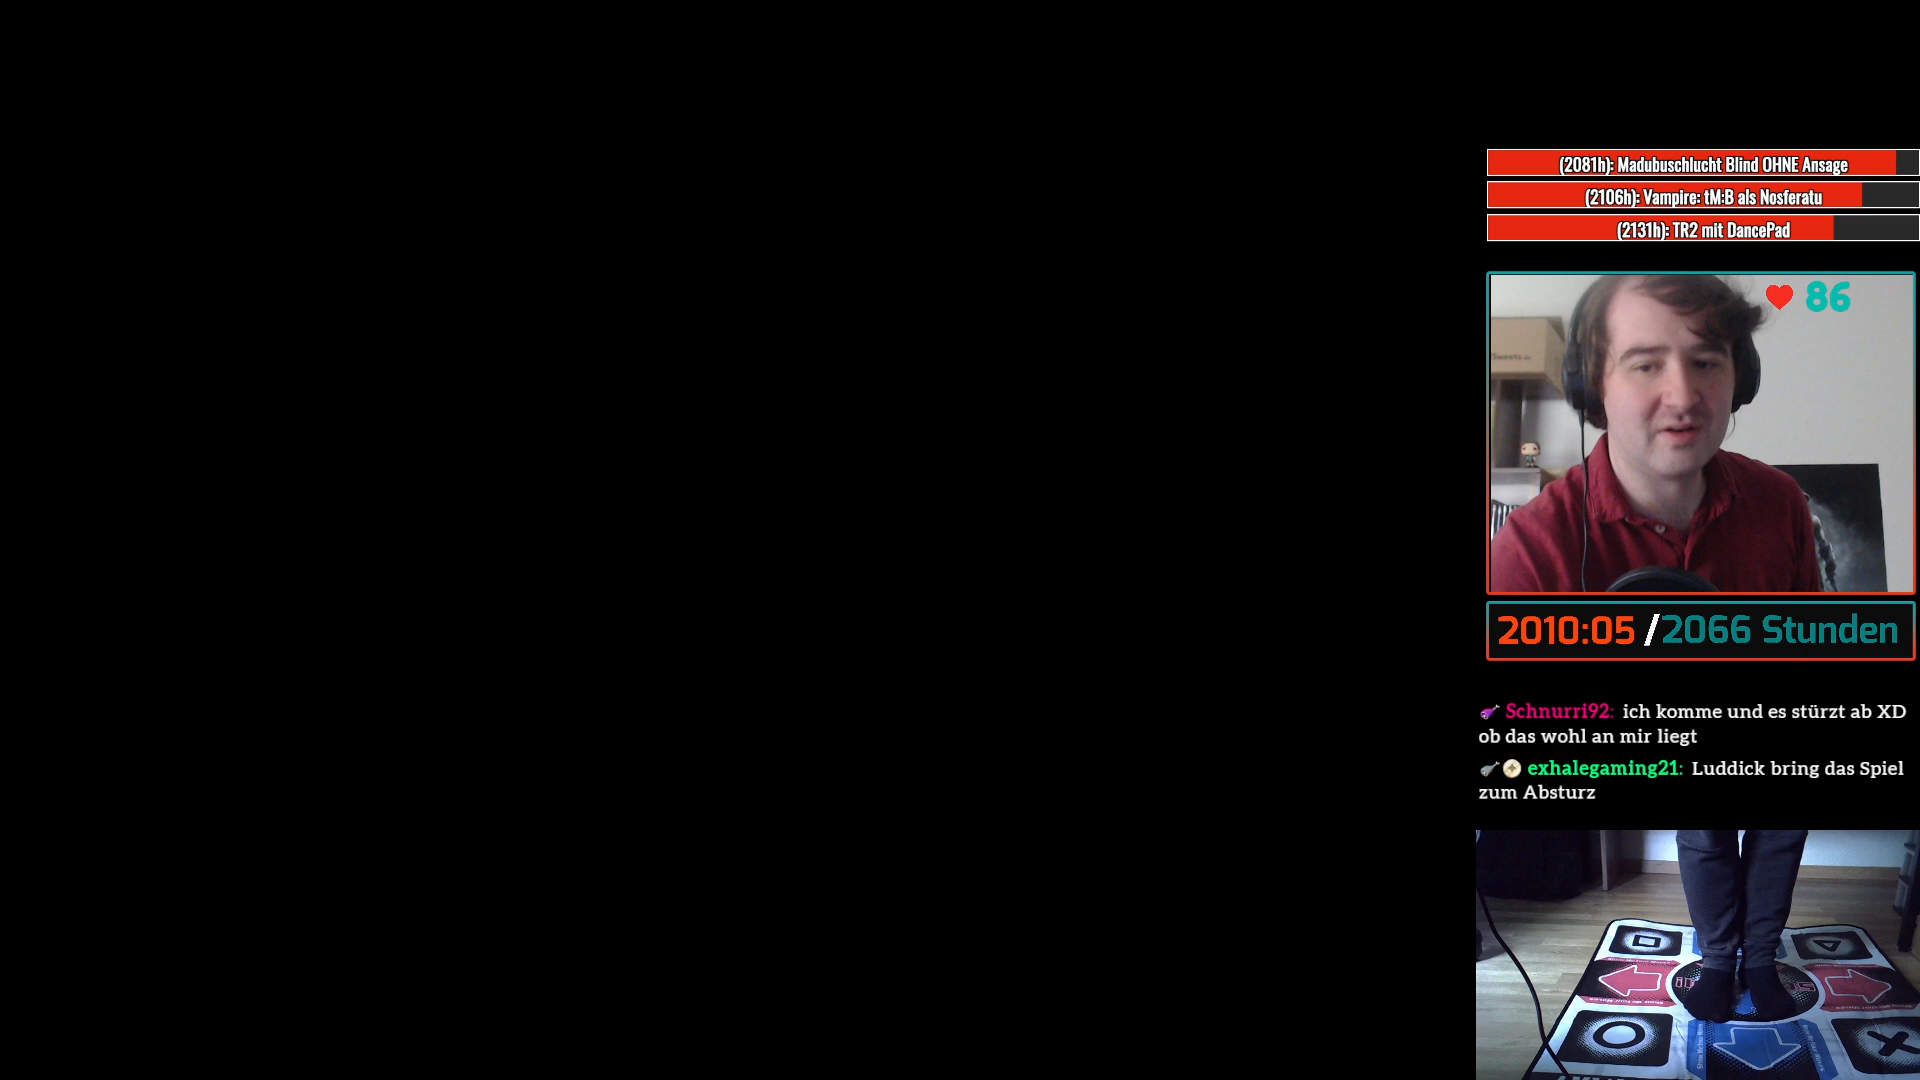 (2081h): Madubuschlucht Blind OHNE Ansage
(2106h): Vampire: tM:B als Nosferatu
(2131h): TR2 mit DancePad
86
2010:05 /2066 Stunden
Schnurri92: ich komme und es stürzt ab XD
ob das wohl an mir liegt
exhalegaming21: Luddick bring das Spiel
zum Absturz